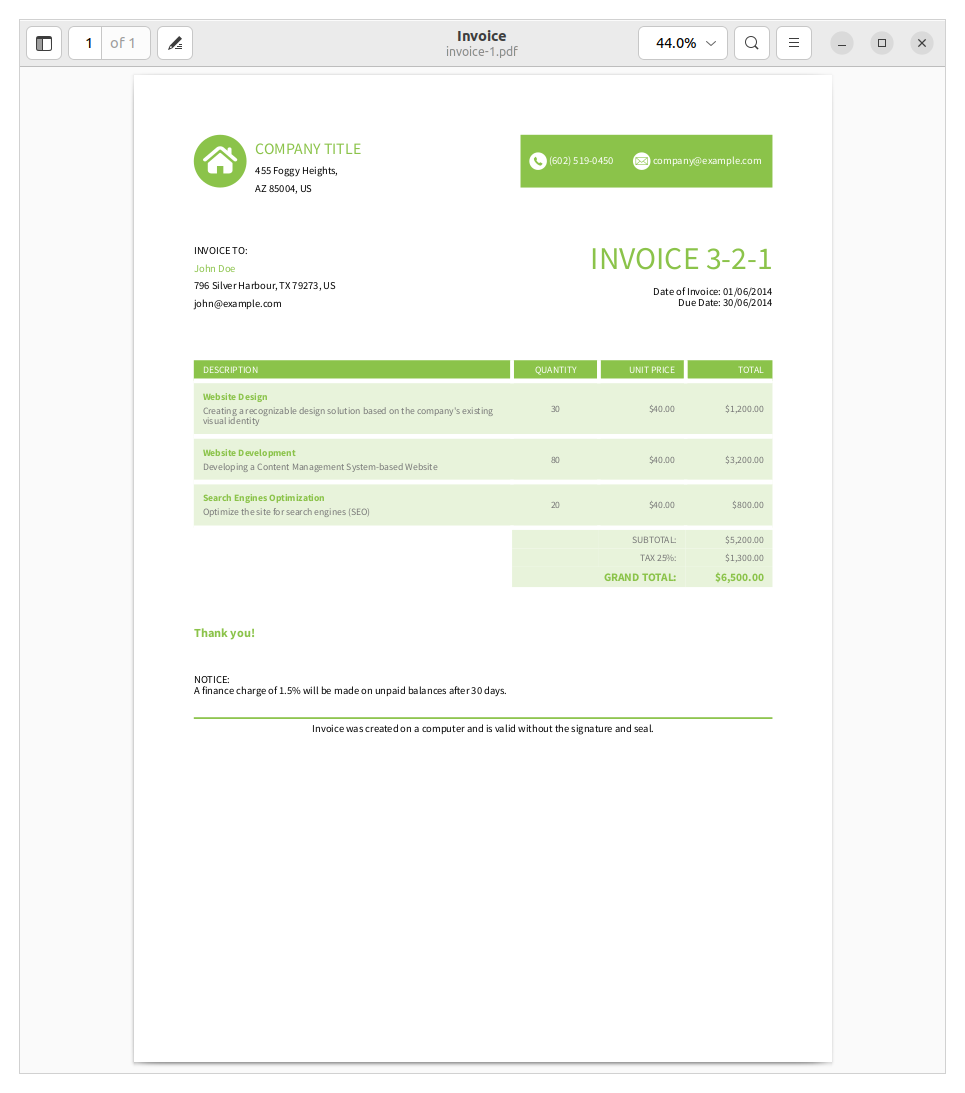 Invoice
invoice-1.pdf
1 of 1
44.0%
COMPANY TITLE
455 Foggy Heights,
AZ 85004, US
(602) 519-0450
company@example.com
INVOICE TO:
John Doe
796 Silver Harbour, TX 79273, US
john@example.com
INVOICE 3-2-1
Date of Invoice: 01/06/2014
Due Date: 30/06/2014
DESCRIPTION QUANTITY UNIT PRICE TOTAL
Website Design
Creating a recognizable design solution based on the company's existing
visual identity
30 $40.00 $1,200.00
Website Development
Developing a Content Management System-based Website
80 $40.00 $3,200.00
Search Engines Optimization
Optimize the site for search engines (SEO)
20 $40.00 $800.00
SUBTOTAL: $5,200.00
TAX 25%: $1,300.00
GRAND TOTAL: $6,500.00
Thank you!
NOTICE:
A finance charge of 1.5% will be made on unpaid balances after 30 days.
Invoice was created on a computer and is valid without the signature and seal.